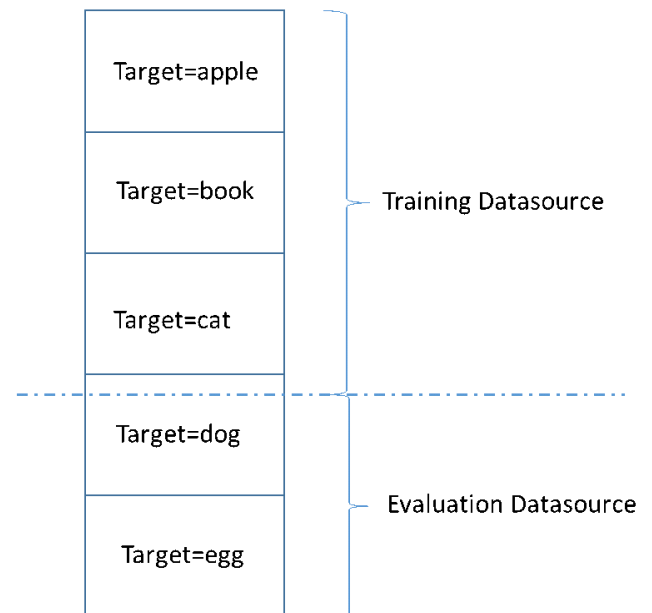 Target=apple
Target=book
Training Datasource
Target=cat
Target=dog
Evaluation Datasource
Target=egg